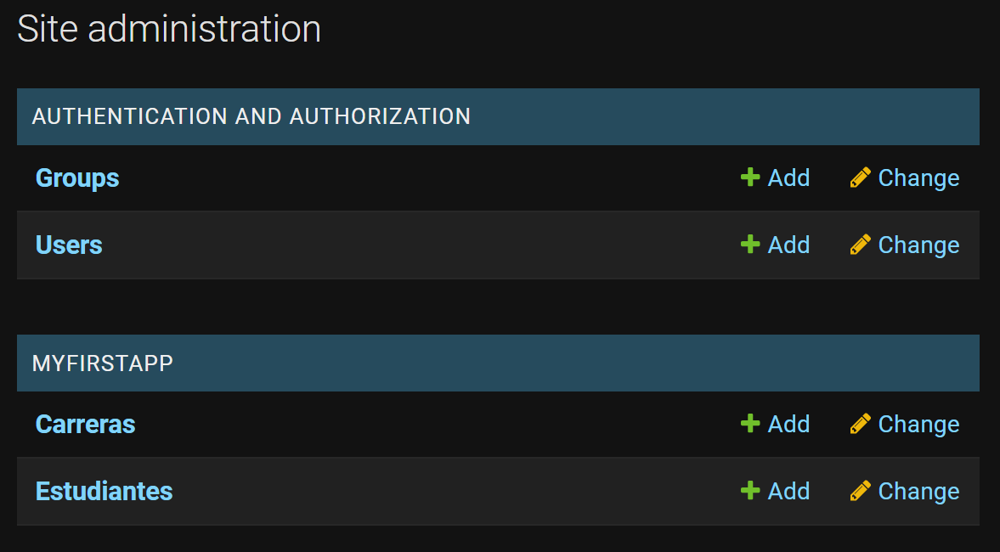 Site administration
AUTHENTICATION AND AUTHORIZATION
Groups Add Change
Users Add Change
MYFIRSTAPP
Carreras Add Change
Estudiantes Add Change